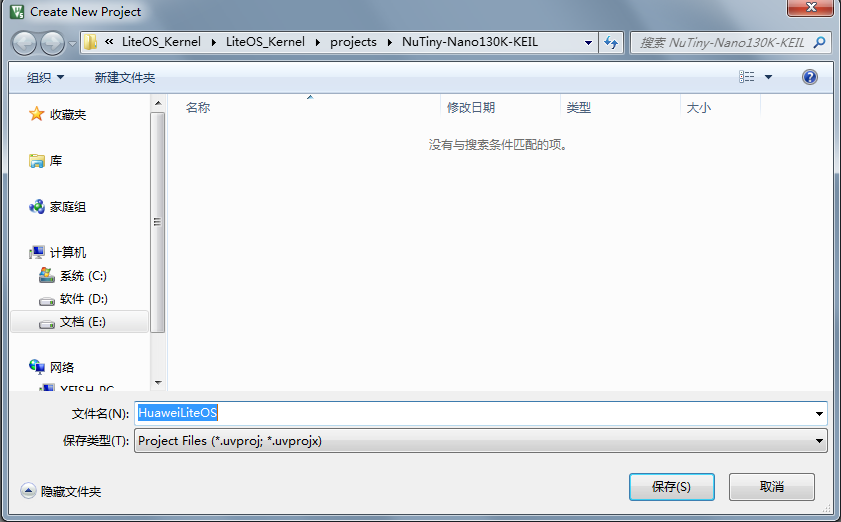 Create New Project
« LiteOS_Kernel LiteOS_Kernel projects NuTiny-Nano130K-KEIL 搜索 NuTiny-Nano130K-KEIL
组织 新建文件夹
收藏夹
库
家庭组
计算机
系统 (C:)
软件 (D:)
文档 (E:)
网络
YFISH_PC
名称 修改日期 类型 大小
没有与搜索条件匹配的项。
文件名(N): HuaweiLiteOS
保存类型(T): Project Files (*.uvproj; *.uvprojx)
隐藏文件夹 保存(S) 取消